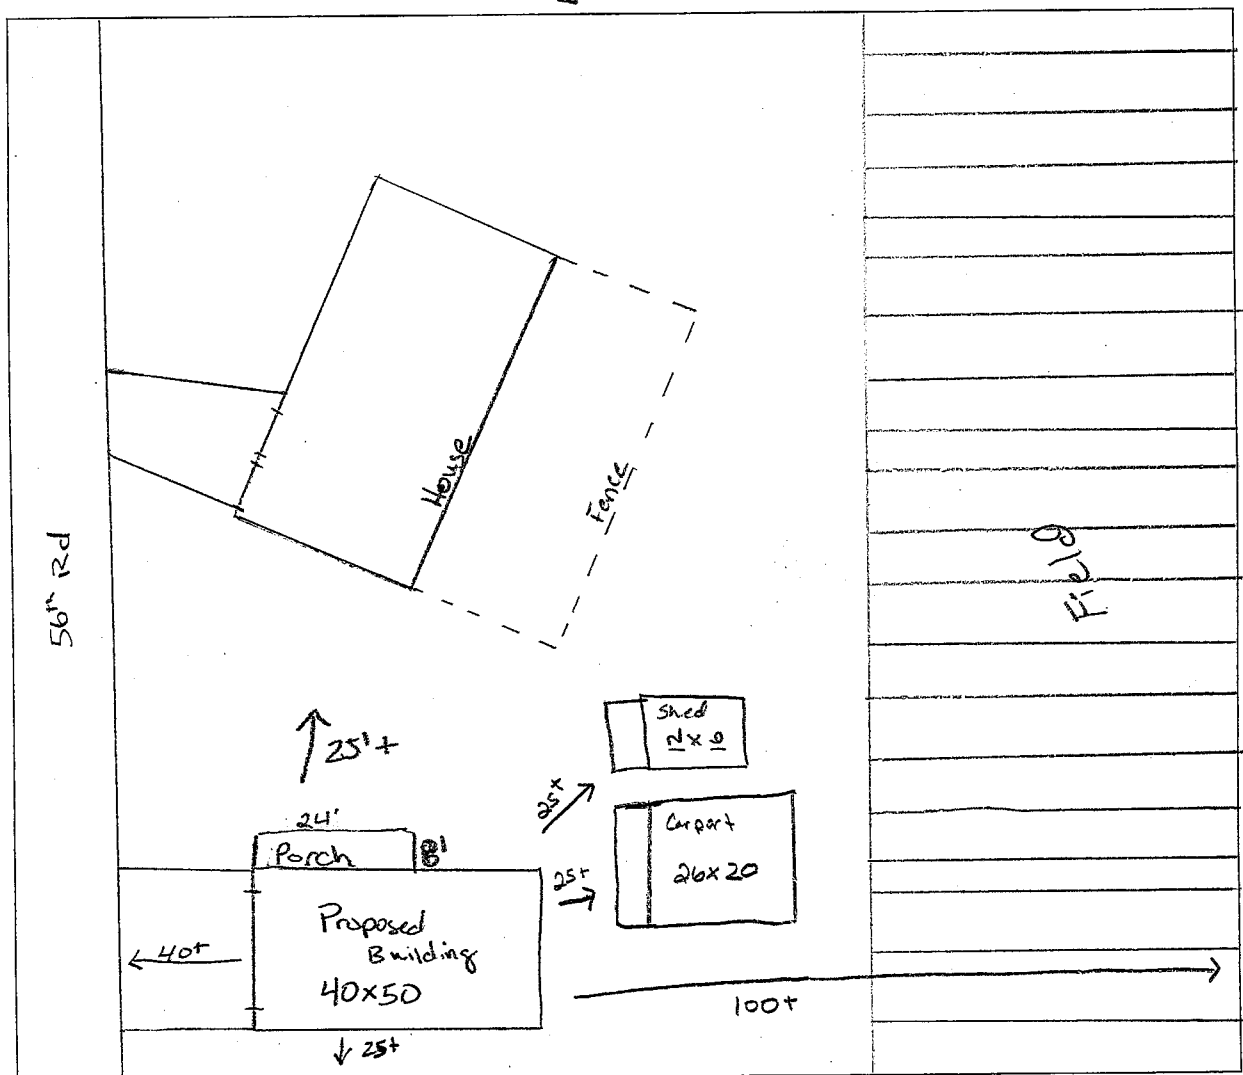 56th Rd
House
Fence
Field
Shed
25'+
25+
24'
Porch
8'
Carport
26x20
25+
Proposed
Building
40x50
40+
100+
25+